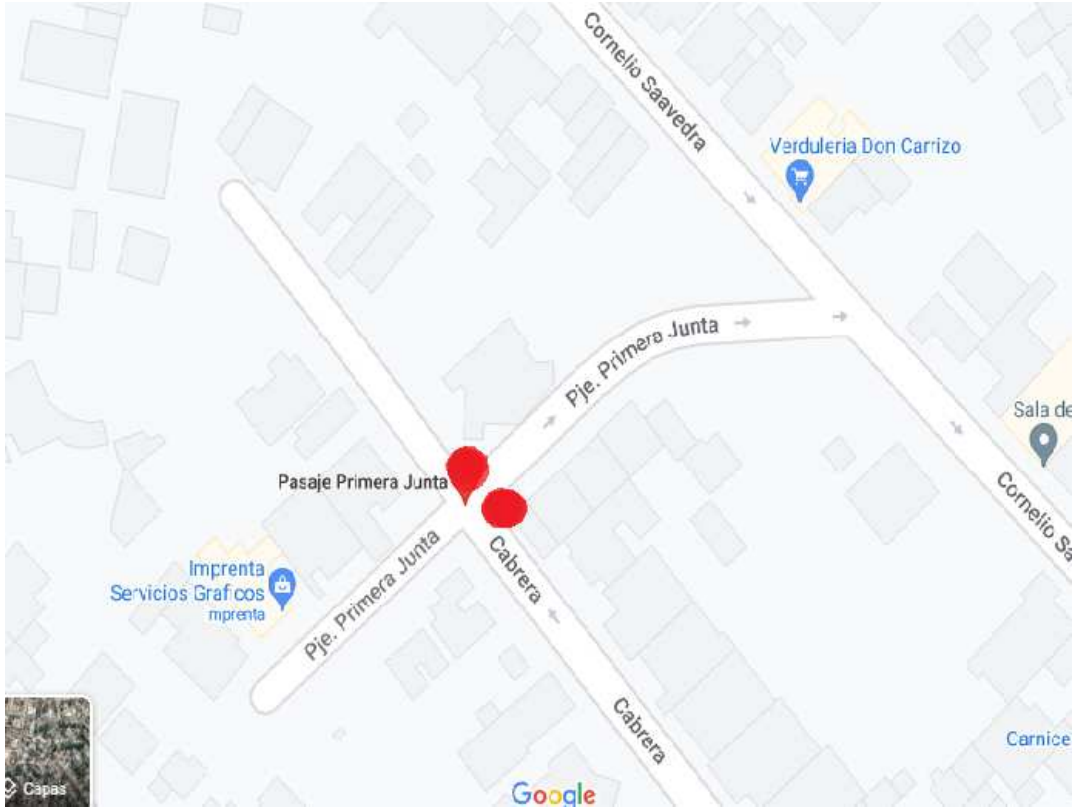 Cornelio Saavedra
Verduleria Don Carrizo
Pje. Primera Junta
Sala de
Pasaje Primera Junta
Cornelio Sa
Pje. Primera Junta
Cabrera
Imprenta
Servicios Graficos
mprenta
Cabrera
Carnice
Capas
Google